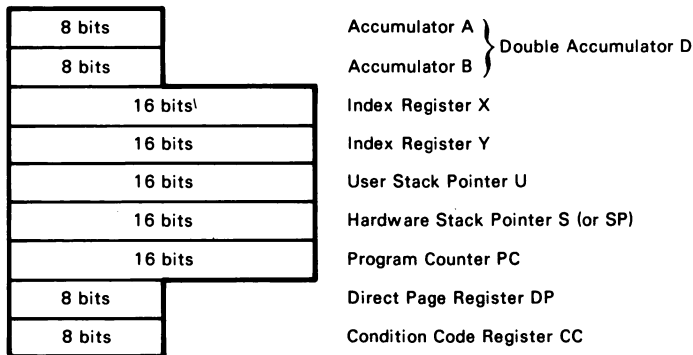 8 bits Accumulator A
8 bits Accumulator B
Double Accumulator D
16 bits Index Register X
16 bits Index Register Y
16 bits User Stack Pointer U
16 bits Hardware Stack Pointer S (or SP)
16 bits Program Counter PC
8 bits Direct Page Register DP
8 bits Condition Code Register CC